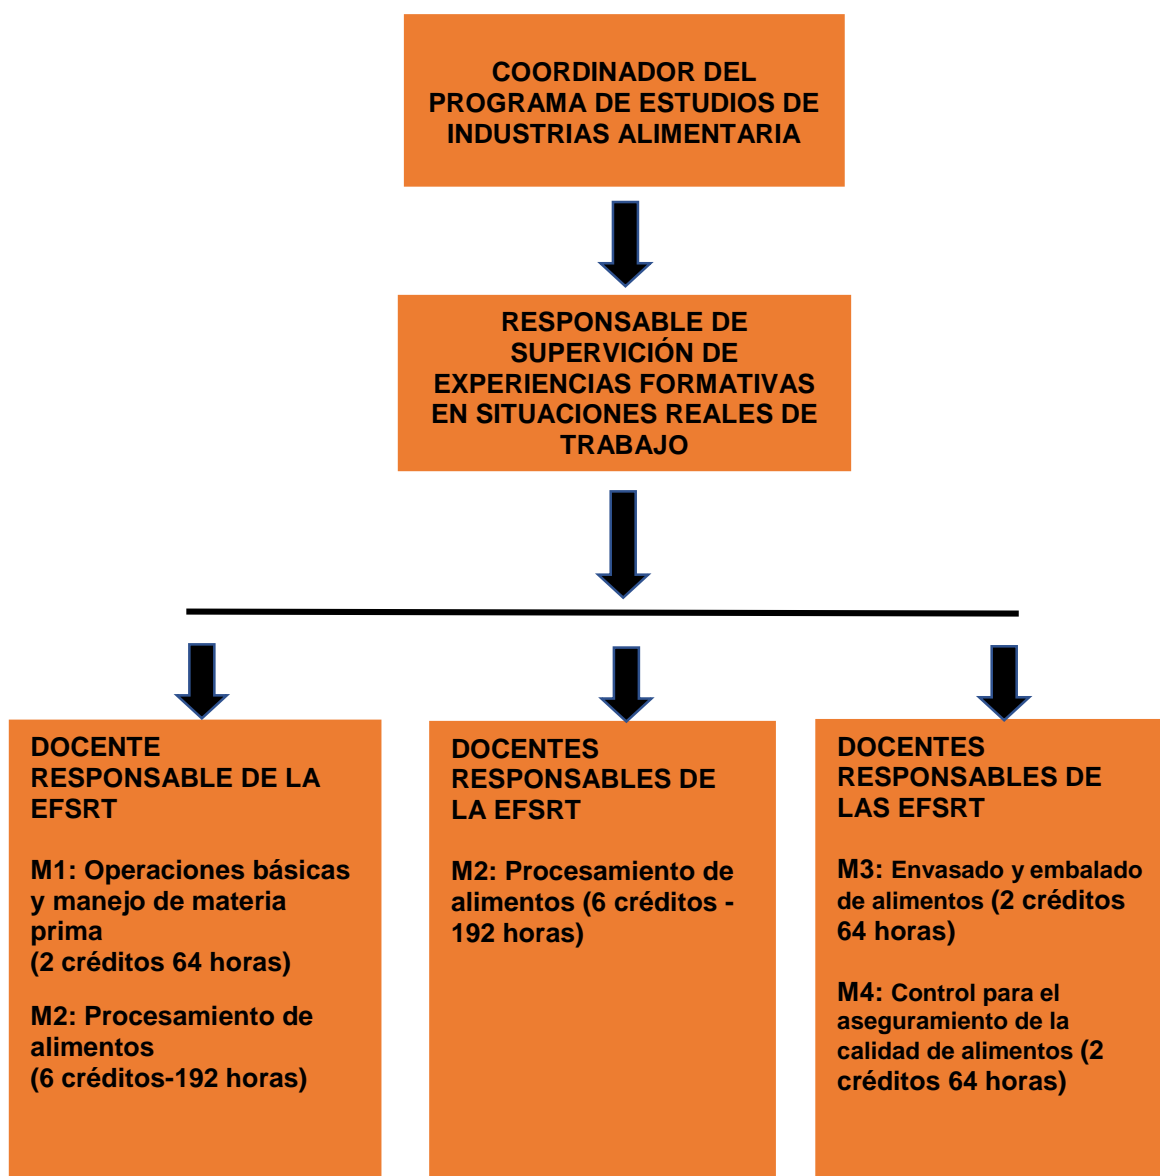 COORDINADOR DEL
PROGRAMA DE ESTUDIOS DE
INDUSTRIAS ALIMENTARIA
RESPONSABLE DE
SUPERVICIÓN DE
EXPERIENCIAS FORMATIVAS
EN SITUACIONES REALES DE
TRABAJO
DOCENTE
RESPONSABLE DE LA
EFSRT
M1: Operaciones básicas
y manejo de materia
prima
(2 créditos 64 horas)
M2: Procesamiento de
alimentos
(6 créditos-192 horas)
DOCENTES
RESPONSABLES DE
LA EFSRT
M2: Procesamiento de
alimentos (6 créditos -
192 horas)
DOCENTES
RESPONSABLES DE
LAS EFSRT
M3: Envasado y embalado
de alimentos (2 créditos
64 horas)
M4: Control para el
aseguramiento de la
calidad de alimentos (2
créditos 64 horas)